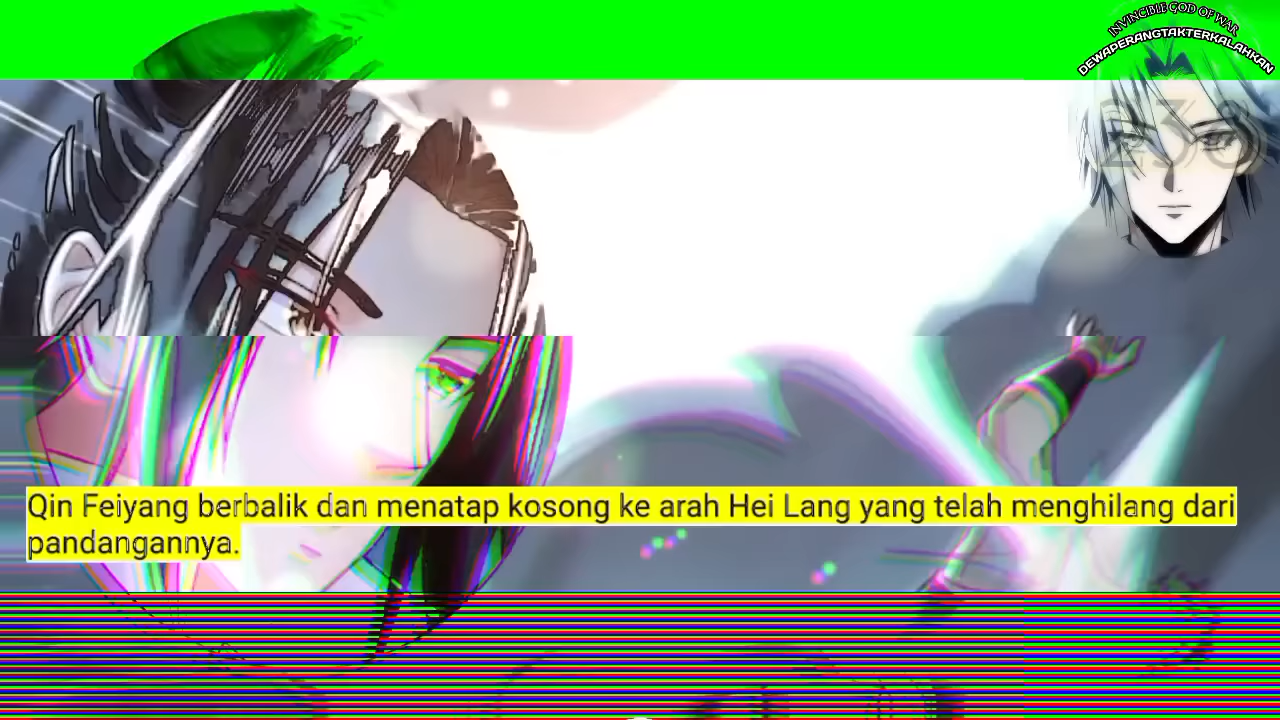 INVINCIBLE GOD OF WAR
DEWAPERANGTAKTERKALAHKAN
238
Qin Feiyang berbalik dan menatap kosong ke arah Hei Lang yang telah menghilang dari
pandangannya.